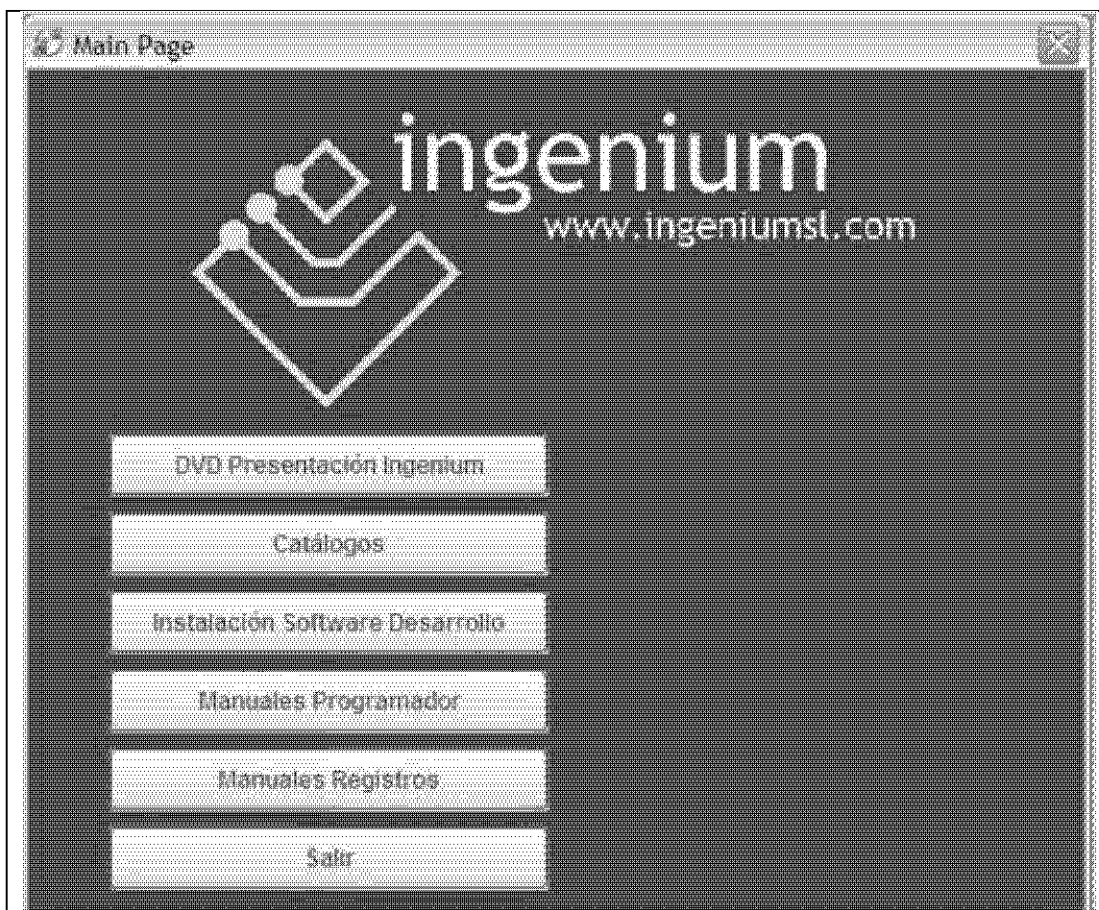 Main Page
ingenium
www.ingeniumsl.com
DVD Presentación Ingenium
Catálogos
Instalación Software Desarrollo
Manuales Programador
Manuales Registros
Salir